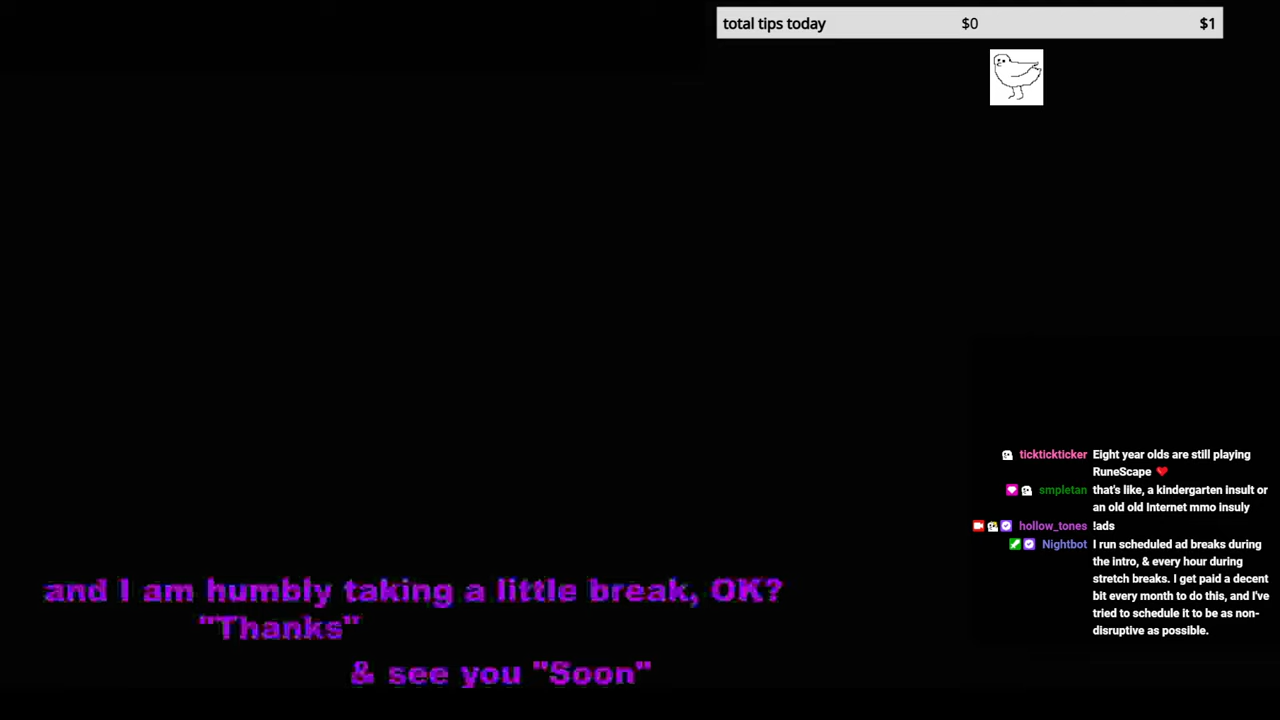 total tips today $0 $1
ticktickticker Eight year olds are still playing
RuneScape ❤
smpletan that's like, a kindergarten insult or
an old old Internet mmo insuly
hollow_tones !ads
Nightbot I run scheduled ad breaks during
the intro, & every hour during
stretch breaks. I get paid a decent
bit every month to do this, and I've
tried to schedule it to be as non-
disruptive as possible.
and I am humbly taking a little break, OK?
"Thanks"
& see you "Soon"